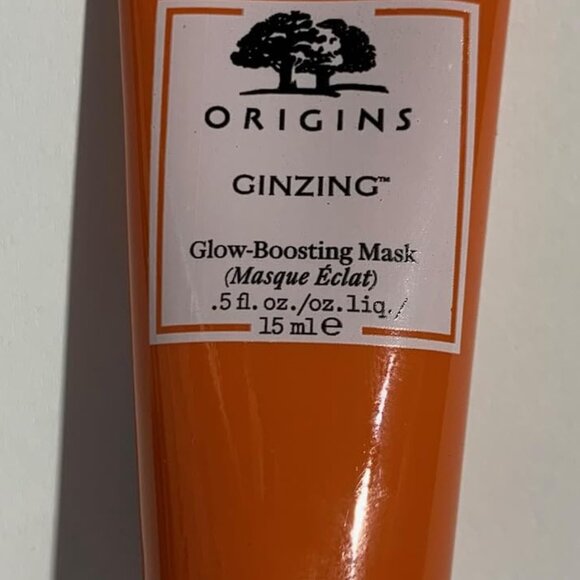 ORIGINS
GINZING™
Glow-Boosting Mask
(Masque Éclat)
.5 fl. oz./oz.liq./
15 ml e